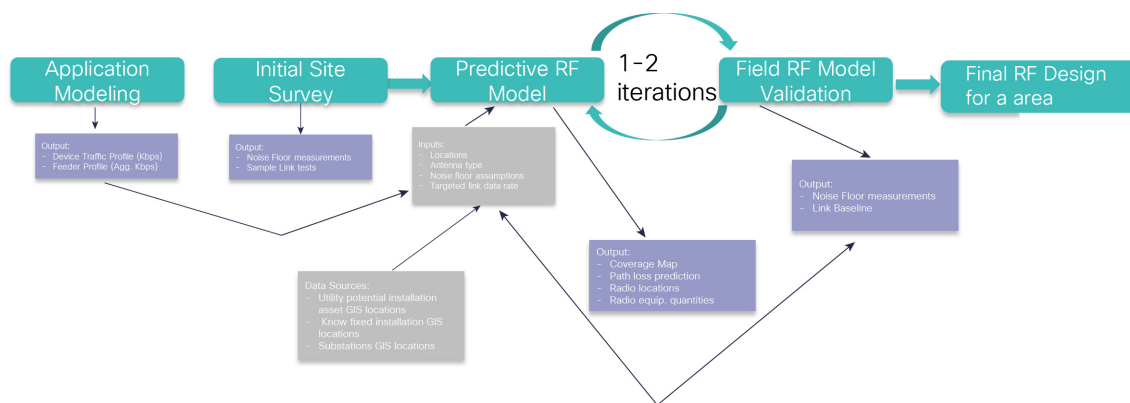 Application
Modeling
Initial Site
Survey
Predictive RF
Model
1-2
iterations
Field RF Model
Validation
Final RF Design
for a area
Output:
- Device Traffic Profile (Kbps)
- Feeder Profile (Agg. Kbps)
Output:
- Noise Floor measurements
- Sample Link tests
Inputs:
- Locations
- Antenna type
- Noise floor assumptions
- Targeted link data rate
Output:
- Noise Floor measurements
- Link Baseline
Output:
- Coverage Map
- Path loss prediction
- Radio locations
- Radio equip. quantities
Data Sources:
- Utility potential installation
asset GIS locations
- Know fixed installation GIS
locations
- Substations GIS locations